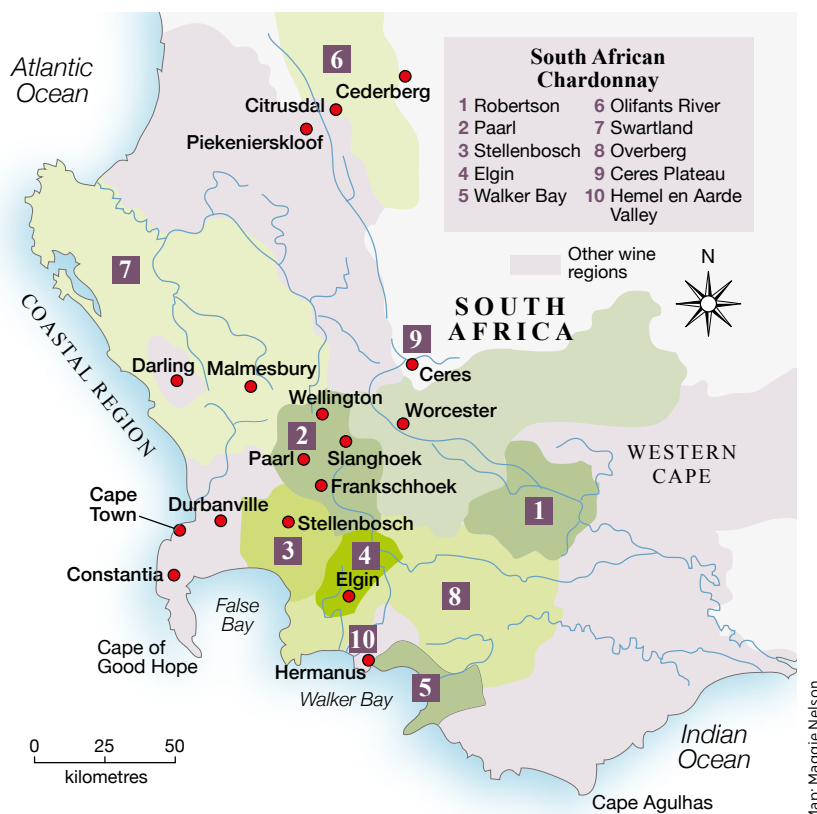 Atlantic
Ocean
6
Cederberg
Citrusdal
Piekenierskloof
South African
Chardonnay
1 Robertson
2 Paarl
3 Stellenbosch
4 Elgin
5 Walker Bay
6 Olifants River
7 Swartland
8 Overberg
9 Ceres Plateau
10 Hemel en Aarde
Valley
Other wine
regions
N
7
COASTAL REGION
SOUTH
AFRICA
9
Ceres
Darling
Malmesbury
Wellington
Worcester
2
Slanghoek
Paarl
Frankschhoek
WESTERN
CAPE
1
Cape
Town
Durbanville
Stellenbosch
3
4
Elgin
Constantia
8
False
Bay
Cape of
Good Hope
10
Hermanus
5
Walker Bay
0 25 50
kilometres
Indian
Ocean
Cape Agulhas
Map: Maggie Nelson